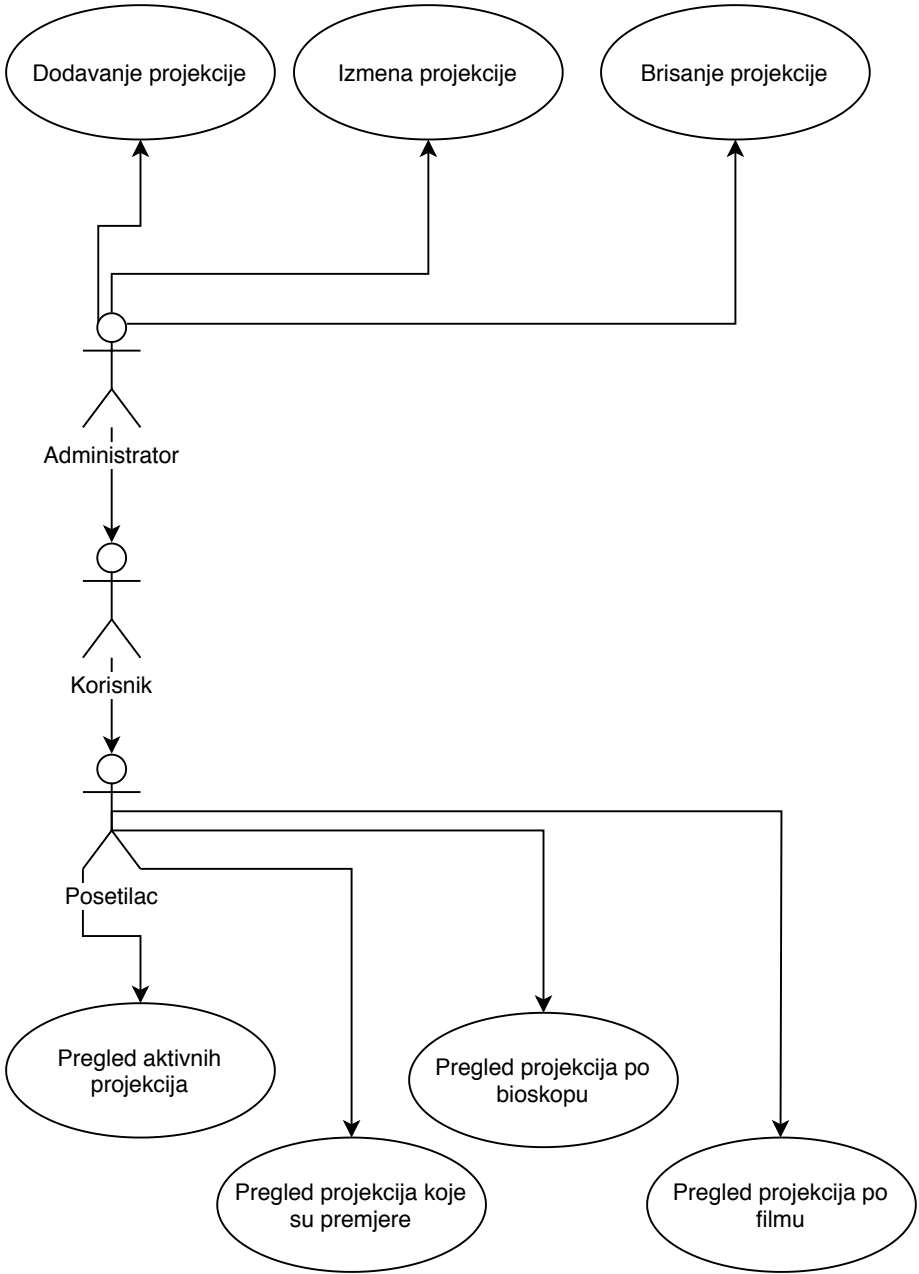 Dodavanje projekcije
Izmena projekcije
Brisanje projekcije
Administrator
Korisnik
Posetilac
Pregled aktivnih
projekcija
Pregled projekcija po
bioskopu
Pregled projekcija koje
su premjere
Pregled projekcija po
filmu